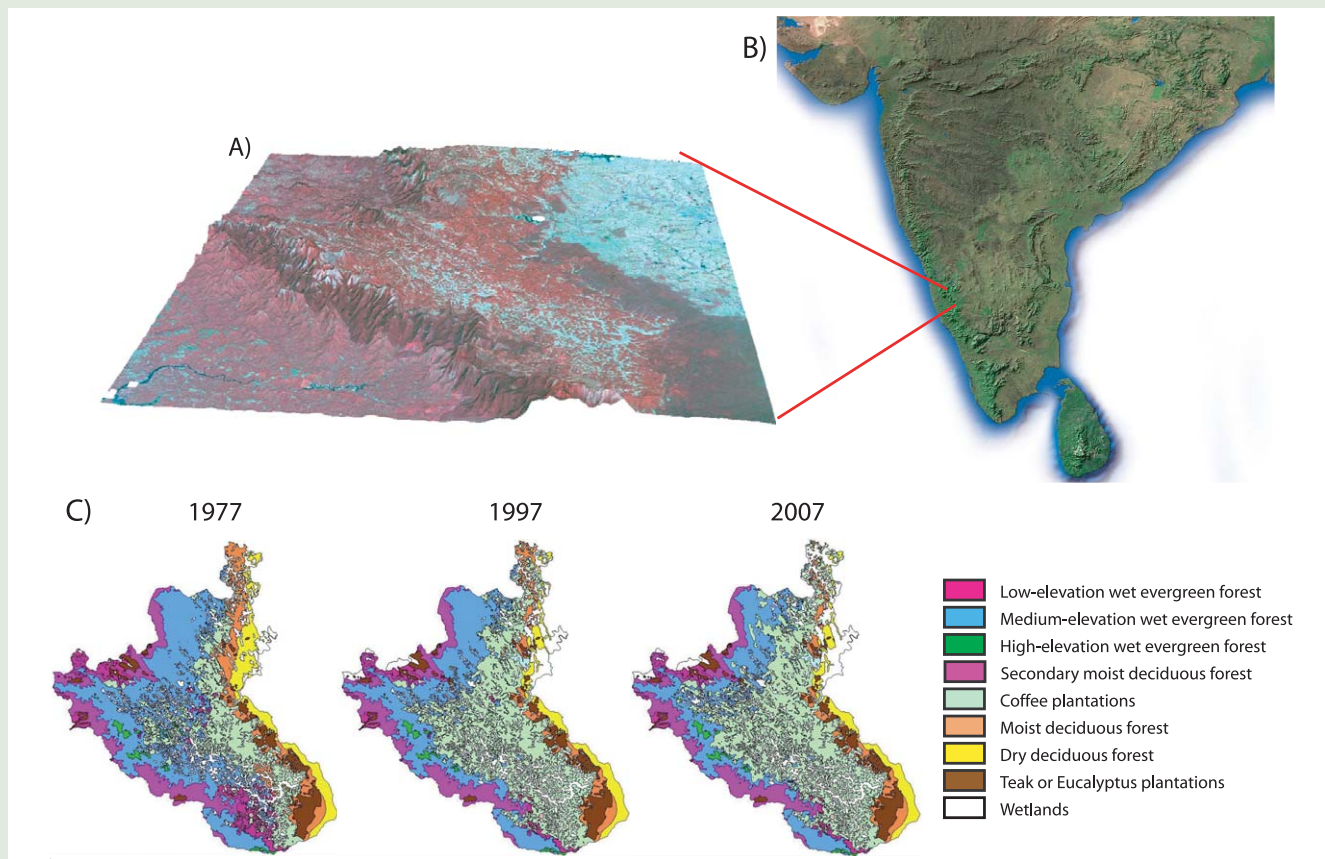 A)
B)
C)
1977
1997
2007
Low-elevation wet evergreen forest
Medium-elevation wet evergreen forest
High-elevation wet evergreen forest
Secondary moist deciduous forest
Coffee plantations
Moist deciduous forest
Dry deciduous forest
Teak or Eucalyptus plantations
Wetlands